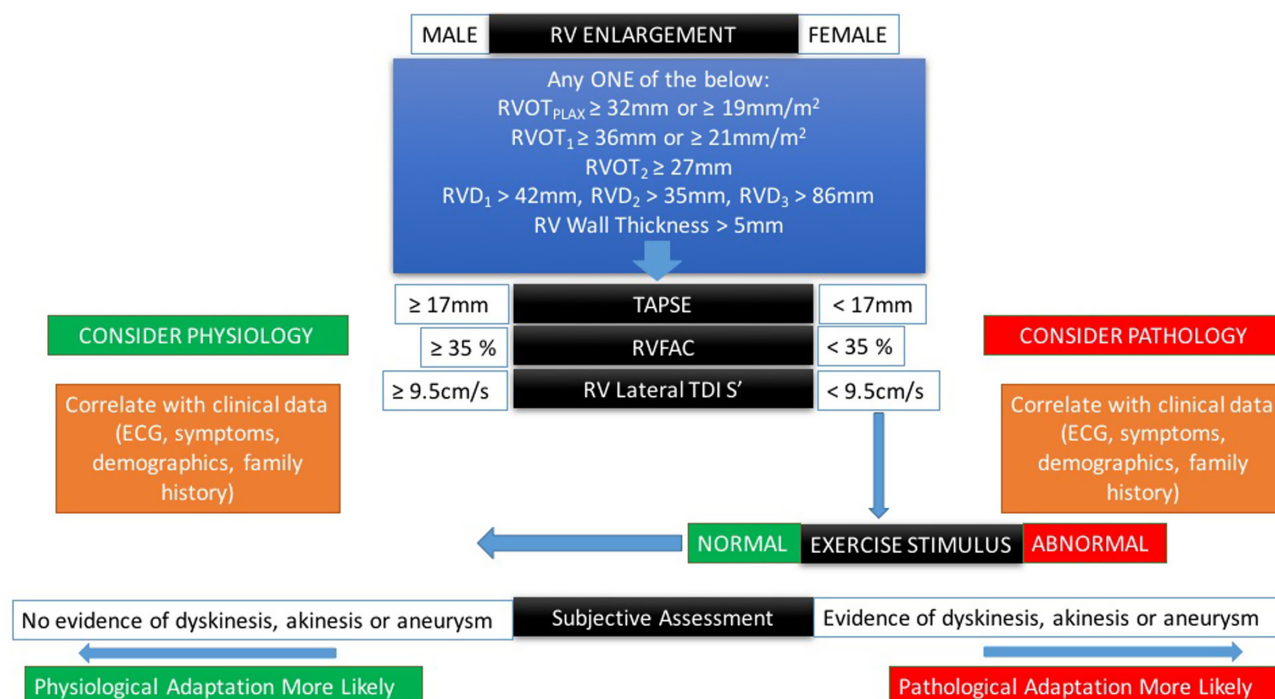 MALE RV ENLARGEMENT FEMALE
Any ONE of the below:
RVOT_PLAX ≥ 32mm or ≥ 19mm/m²
RVOT₁ ≥ 36mm or ≥ 21mm/m²
RVOT₂ ≥ 27mm
RVD₁ > 42mm, RVD₂ > 35mm, RVD₃ > 86mm
RV Wall Thickness > 5mm
≥ 17mm TAPSE < 17mm
CONSIDER PHYSIOLOGY
≥ 35 % RVFAC < 35 %
CONSIDER PATHOLOGY
≥ 9.5cm/s RV Lateral TDI S’ < 9.5cm/s
Correlate with clinical data
(ECG, symptoms,
demographics, family
history)
Correlate with clinical data
(ECG, symptoms,
demographics, family
history)
NORMAL EXERCISE STIMULUS ABNORMAL
No evidence of dyskinesis, akinesis or aneurysm Subjective Assessment Evidence of dyskinesis, akinesis or aneurysm
Physiological Adaptation More Likely
Pathological Adaptation More Likely